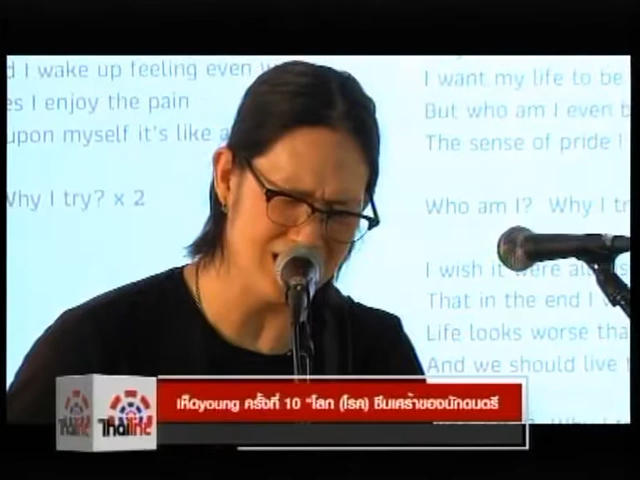 d I wake up feeling even w
es I enjoy the pain
upon myself it's like a
Why I try? x 2
I want my life to be
But who am I even b
The sense of pride I
Who am I? Why I tr
I wish it were
That in the end I w
Life looks worse tha
And we should live
เห็ดyoung ครั้งที่ 10 "โลก (โรค) ซึมเศร้าของนักดนตรี
ThaiPBS